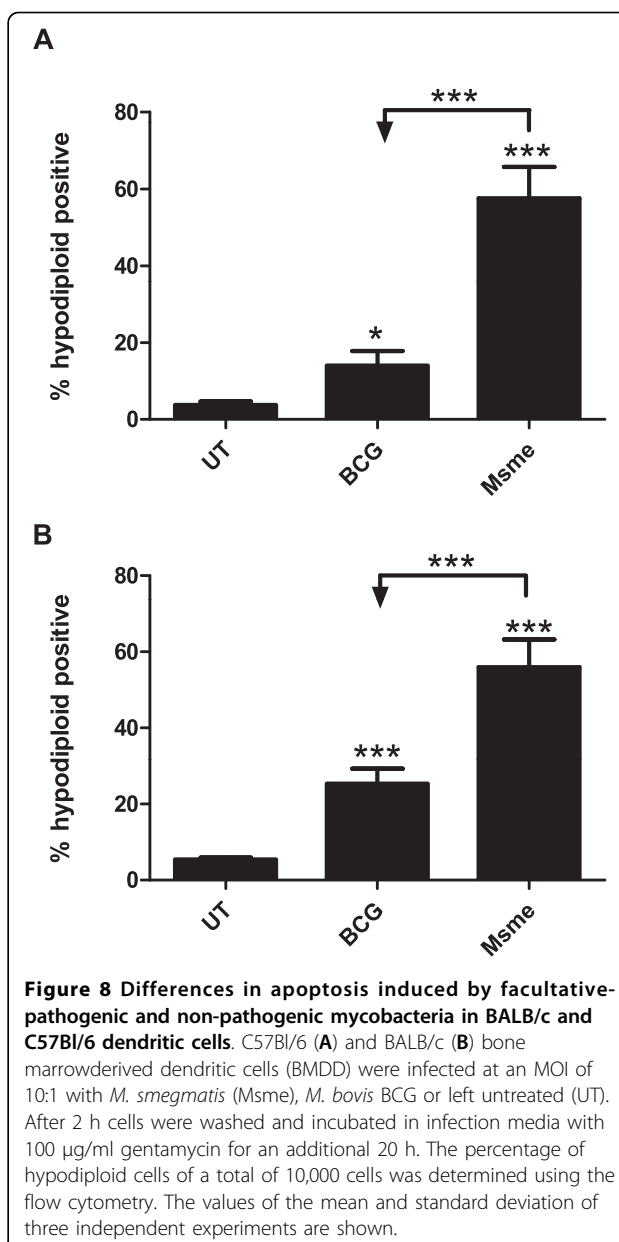 A
***
***
*
80
60
40
20
0
% hypodiploid positive
UT
BCG
Msme
B
***
***
***
80
60
40
20
0
% hypodiploid positive
UT
BCG
Msme
Figure 8 Differences in apoptosis induced by facultative-
pathogenic and non-pathogenic mycobacteria in BALB/c and
C57Bl/6 dendritic cells. C57Bl/6 (A) and BALB/c (B) bone
marrowderived dendritic cells (BMDD) were infected at an MOI of
10:1 with M. smegmatis (Msme), M. bovis BCG or left untreated (UT).
After 2 h cells were washed and incubated in infection media with
100 μg/ml gentamycin for an additional 20 h. The percentage of
hypodiploid cells of a total of 10,000 cells was determined using the
flow cytometry. The values of the mean and standard deviation of
three independent experiments are shown.